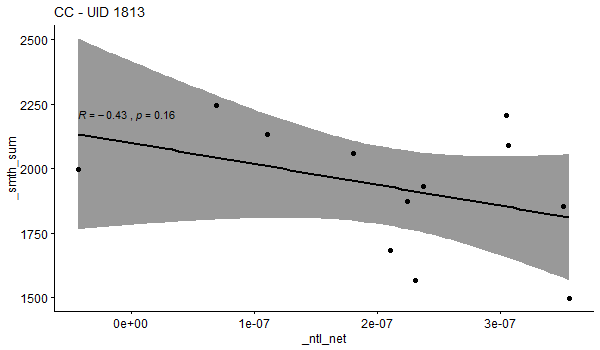 CC - UID 1813
2500
R = − 0.43 , p = 0.16
2250
2000
1750
1500
_smth_sum
0e+00 1e-07 2e-07 3e-07
_ntl_net